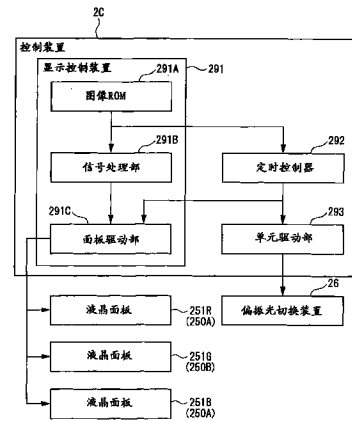 2C
控制装置
显示控制装置
291
291A
图像ROM
291B
292
信号处理部
定时控制器
291C
293
面板驱动部
单元驱动部
26
液晶面板
251R
(250A)
偏振光切换装置
液晶面板
251G
(250B)
液晶面板
251B
(250A)